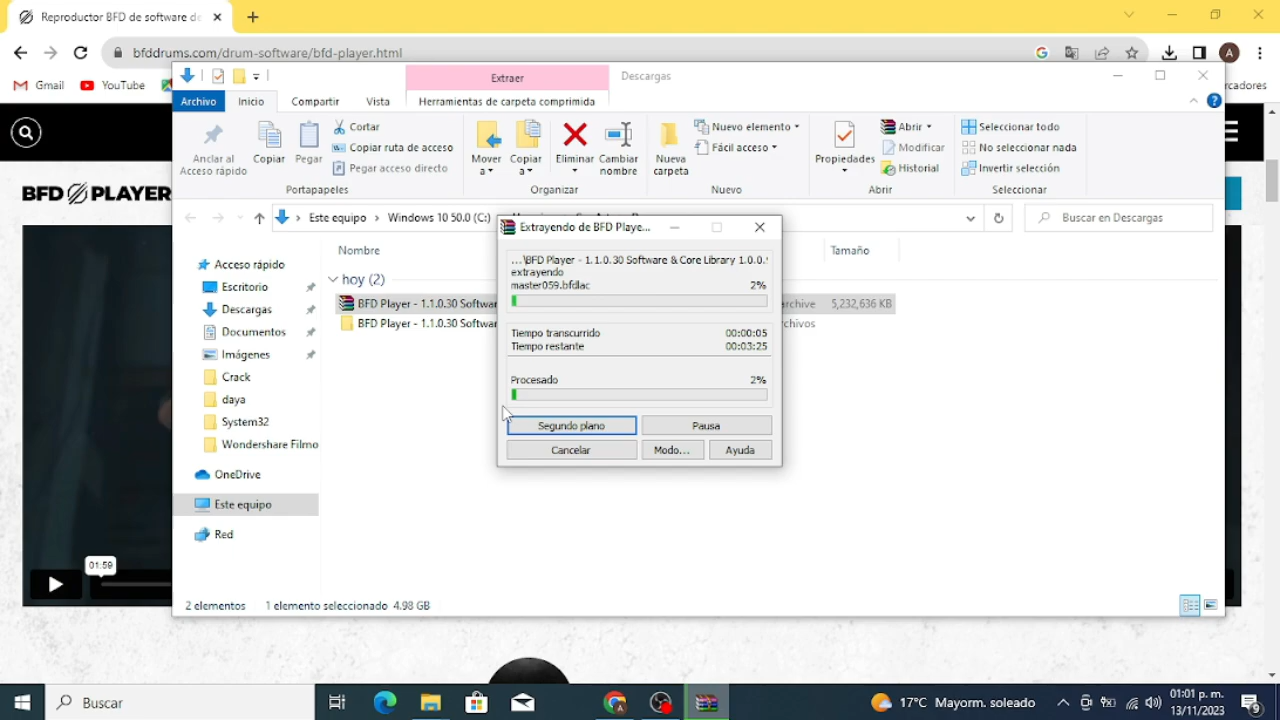 Reproductor BFD de software de
bfddrums.com/drum-software/bfd-player.html
A
Gmail
YouTube
rcadores
Extraer
Descargas
Archivo
Inicio
Compartir
Vista
Herramientas de carpeta comprimida
Anclar al
Acceso rápido
Copiar
Pegar
Cortar
Copiar ruta de acceso
Pegar acceso directo
Portapapeles
Mover
a
Copiar
a
Eliminar
Cambiar
nombre
Organizar
Nueva
carpeta
Nuevo elemento
Fácil acceso
Nuevo
Propiedades
Abrir
Modificar
Historial
Abrir
Seleccionar todo
No seleccionar nada
Invertir selección
Seleccionar
BFD PLAYER
Este equipo
Windows 10 50.0 (C:)
Buscar en Descargas
Nombre
Tamaño
hoy (2)
BFD Player - 1.1.0.30 Softwar
archive
5,232,636 KB
BFD Player - 1.1.0.30 Softwar
rchivos
Acceso rápido
Escritorio
Descargas
Documentos
Imágenes
Crack
daya
System32
Wondershare Filmo
OneDrive
Este equipo
Red
Extrayendo de BFD Playe...
...\BFD Player - 1.1.0.30 Software & Core Library 1.0.0.
extrayendo
master059.bfdlac
2%
Tiempo transcurrido
00:00:05
Tiempo restante
00:03:25
Procesado
2%
Segundo plano
Pausa
Cancelar
Modo...
Ayuda
01:59
2 elementos
1 elemento seleccionado 4.98 GB
Buscar
17°C Mayorm. soleado
01:01 p. m.
13/11/2023
9